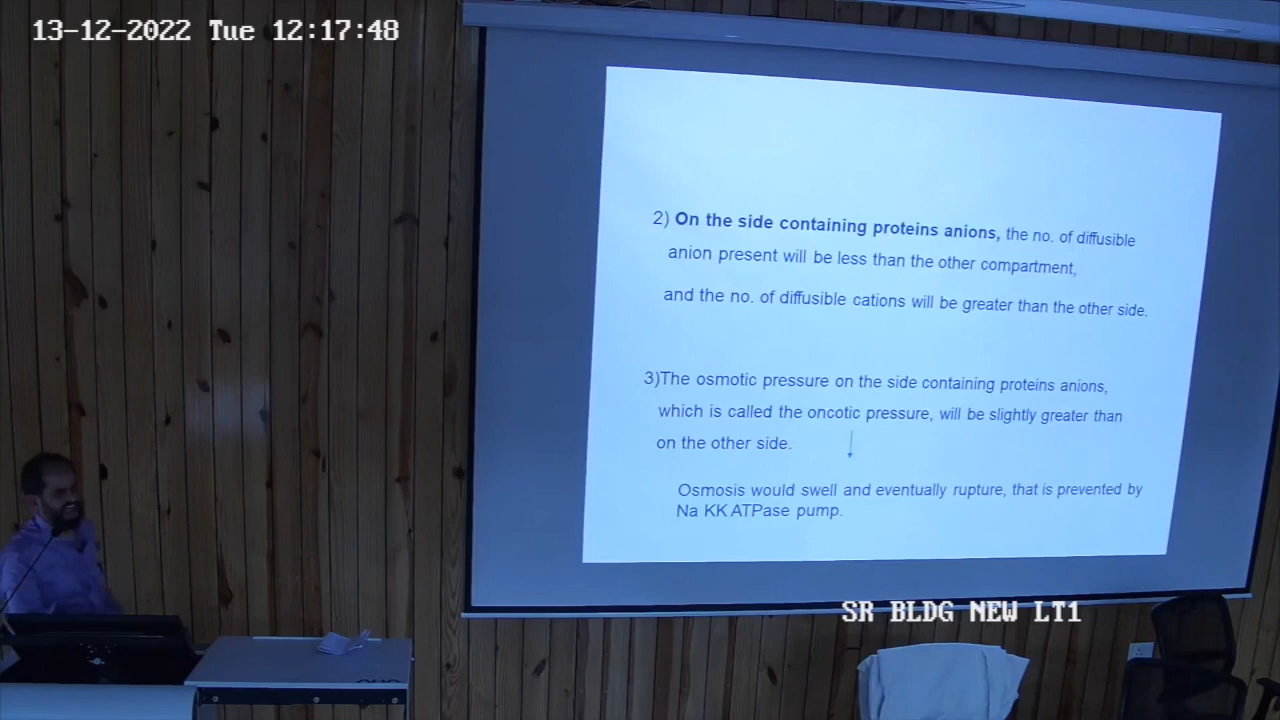 13-12-2022 Tue 12:17:48
2) On the side containing proteins anions, the no. of diffusible
anion present will be less than the other compartment,
and the no. of diffusible cations will be greater than the other side.
3)The osmotic pressure on the side containing proteins anions,
which is called the oncotic pressure, will be slightly greater than
on the other side.
Osmosis would swell and eventually rupture, that is prevented by
Na KK ATPase pump.
SR BLDG NEW LT1